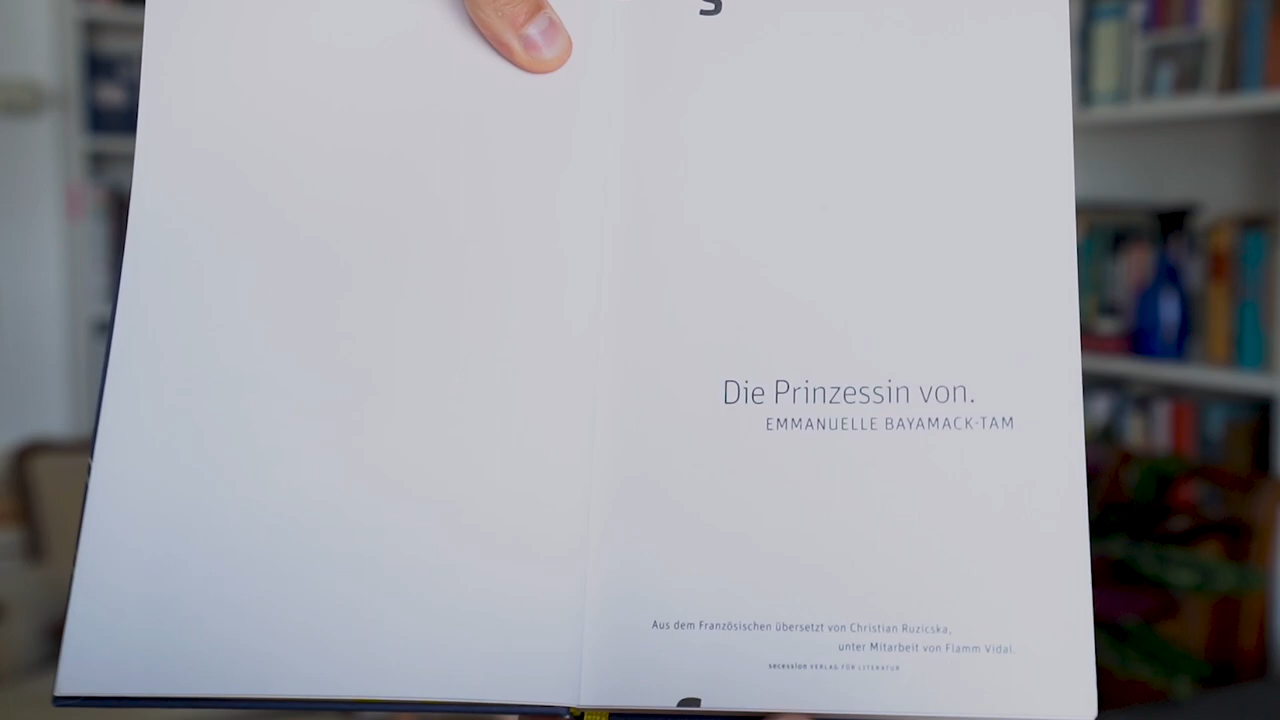 s
Die Prinzessin von.
EMMANUELLE BAYAMACK-TAM
Aus dem Französischen übersetzt von Christian Ruzicska,
unter Mitarbeit von Flamm Vidal.
secession VERLAG FÜR LITERATUR